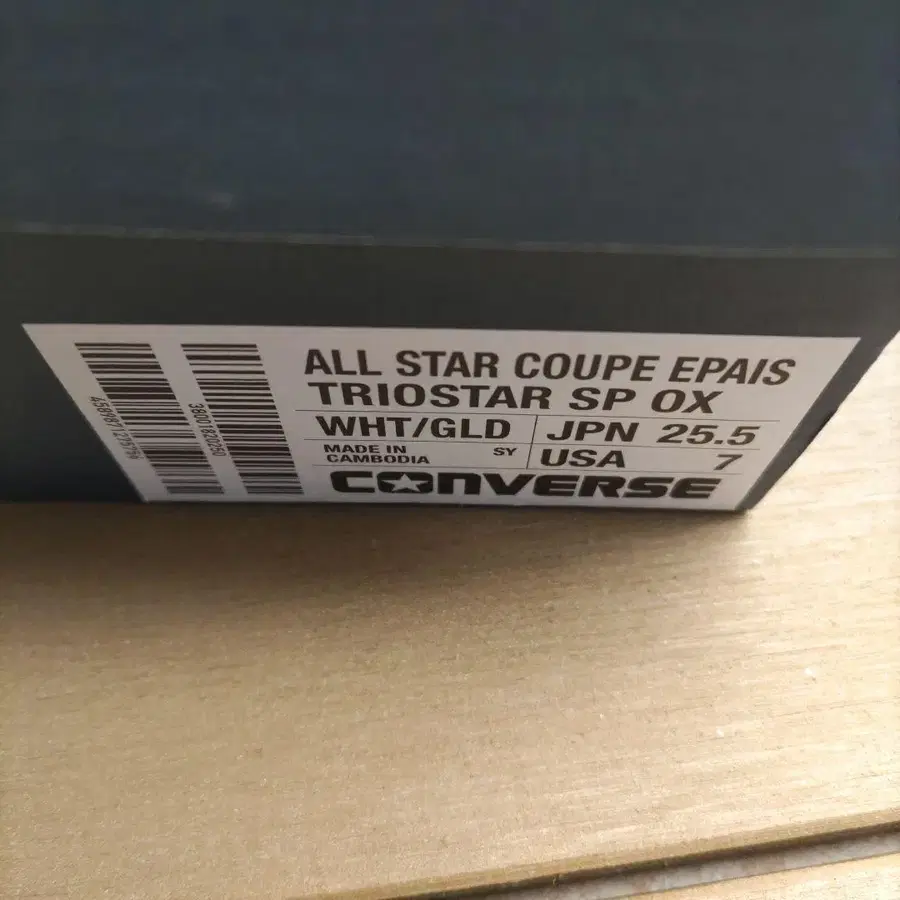 ALL STAR COUPE EPAIS
TRIOSTAR SP OX
WHT/GLD
JPN 25.5
MADE IN
CAMBODIA
SY
USA 7
CONVERSE